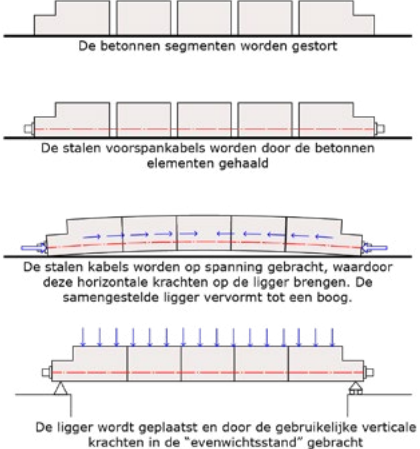 De betonnen segmenten worden gestort
De stalen voorspankabels worden door de betonnen
elementen gehaald
De stalen kabels worden op spanning gebracht, waardoor
deze horizontale krachten op de ligger brengen. De
samengestelde ligger vervormt tot een boog.
De ligger wordt geplaatst en door de gebruikelijke verticale
krachten in de "evenwichtsstand" gebracht